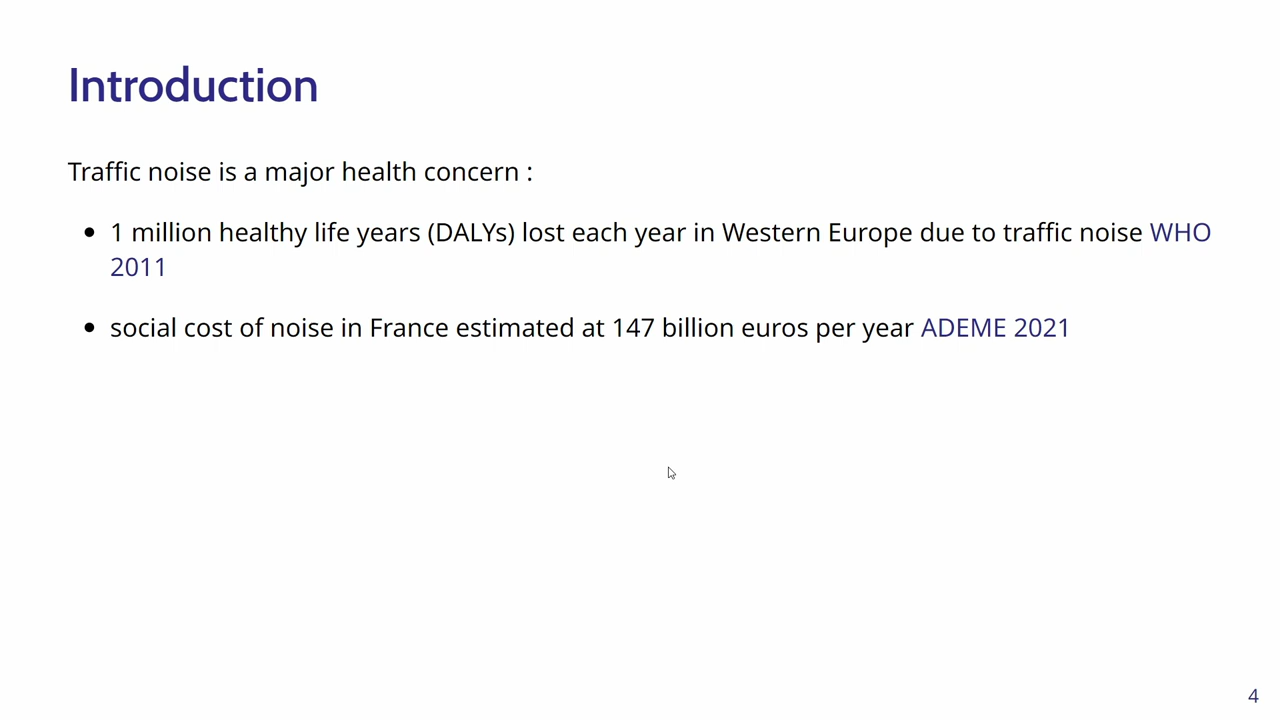 Introduction
Traffic noise is a major health concern :
• 1 million healthy life years (DALYs) lost each year in Western Europe due to traffic noise WHO
2011
• social cost of noise in France estimated at 147 billion euros per year ADEME 2021
4